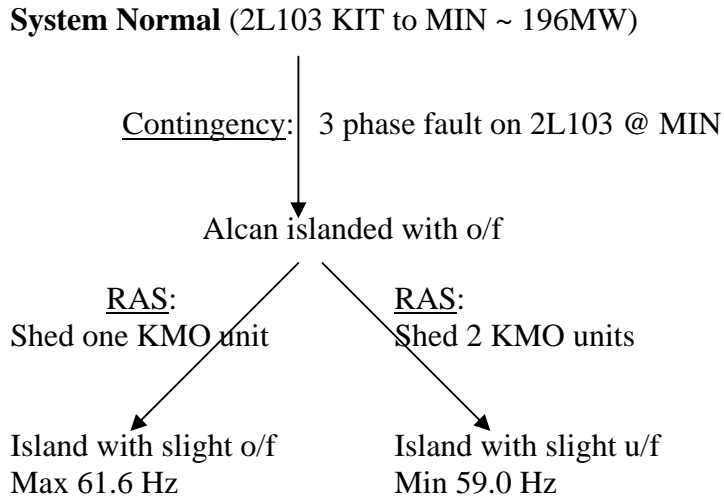 System Normal (2L103 KIT to MIN ~ 196MW)
Contingency: 3 phase fault on 2L103 @ MIN
Alcan islanded with o/f
RAS:
Shed one KMO unit
RAS:
Shed 2 KMO units
Island with slight o/f
Max 61.6 Hz
Island with slight u/f
Min 59.0 Hz